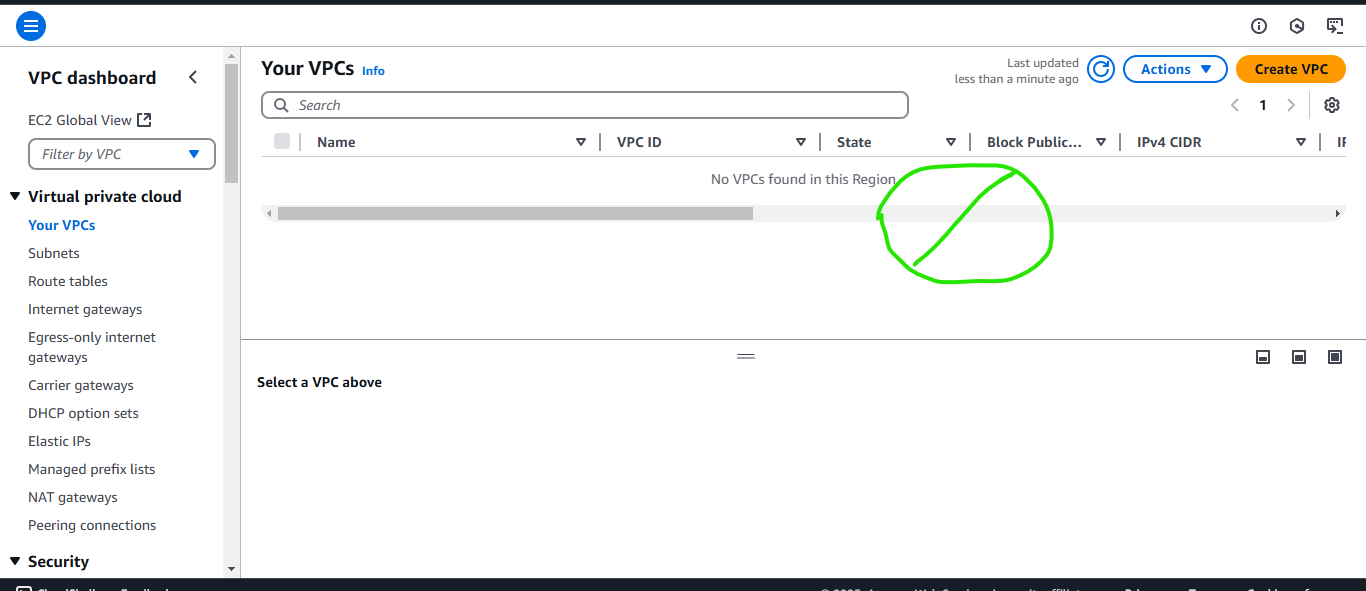 VPC dashboard
EC2 Global View
Filter by VPC
Virtual private cloud
Your VPCs
Subnets
Route tables
Internet gateways
Egress-only internet
gateways
Carrier gateways
DHCP option sets
Elastic IPs
Managed prefix lists
NAT gateways
Peering connections
Security
Your VPCs Info
Last updated
less than a minute ago
Actions
Create VPC
Search
1
Name VPC ID State Block Public... IPv4 CIDR
No VPCs found in this Region
Select a VPC above